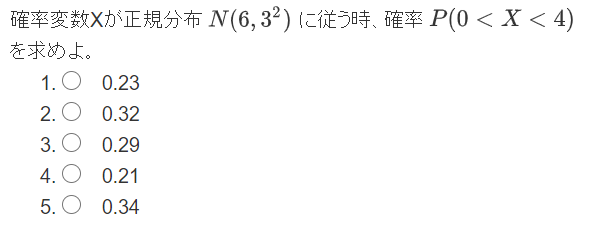 確率変数Xが正規分布 N(6, 3²) に従う時、確率 P(0 < X < 4)
を求めよ。
1. 0.23
2. 0.32
3. 0.29
4. 0.21
5. 0.34